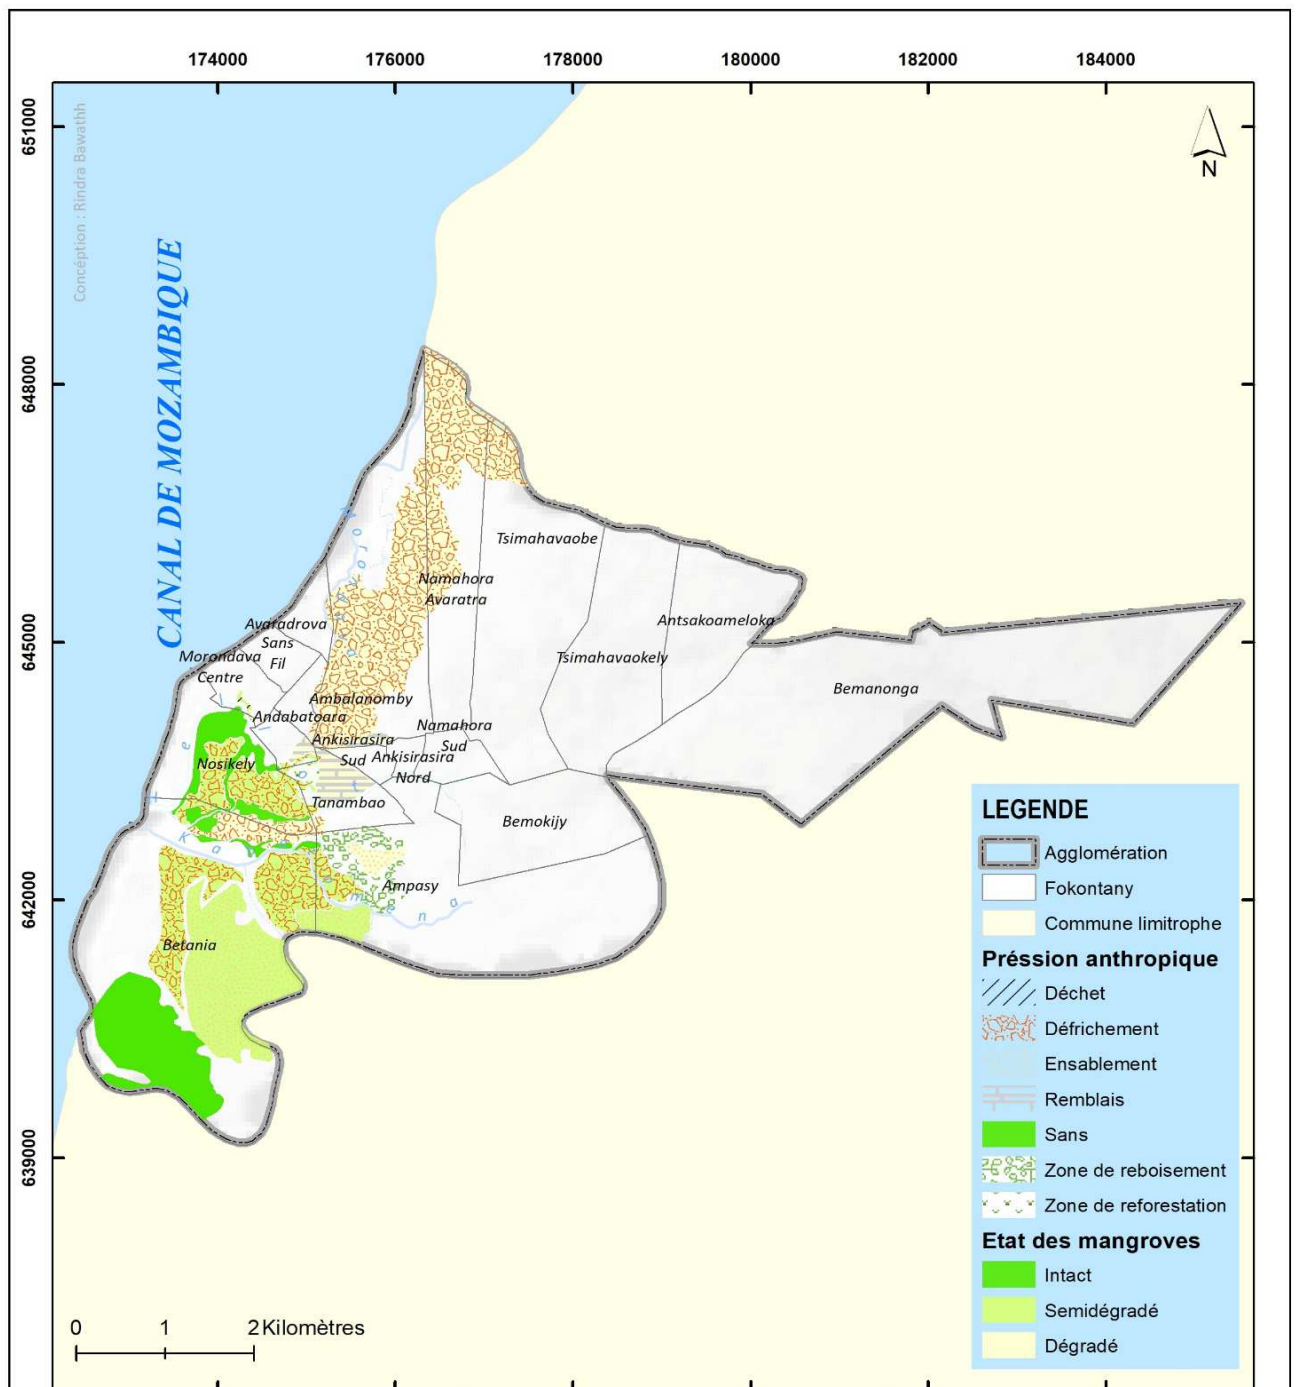 174000 176000 178000 180000 182000 184000
651000
648000
645000
642000
639000
Concéption : Rindra Bawathh
CANAL DE MOZAMBIQUE
N
Morondava
Tsimahavaobe
Namahora
Avaratra
Avaradrova
Sans
Fil
Antsakoameloka
Morondava
Centre
Tsimahavaokely
Bemanonga
Ambalanomby
Andabatoara
Namahora
Sud
Ankisirasira
Sud
Ankisirasira
Nord
Nosikely
Tanambao
Bemokijy
Ampasy
Betania
LEGENDE
Agglomération
Fokontany
Commune limitrophe
Préssion anthropique
Déchet
Défrichement
Ensablement
Remblais
Sans
Zone de reboisement
Zone de reforestation
Etat des mangroves
Intact
Semidégradé
Dégradé
0 1 2 Kilomètres